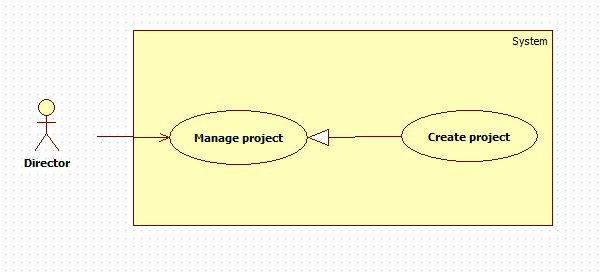 System
Manage project
Create project
Director